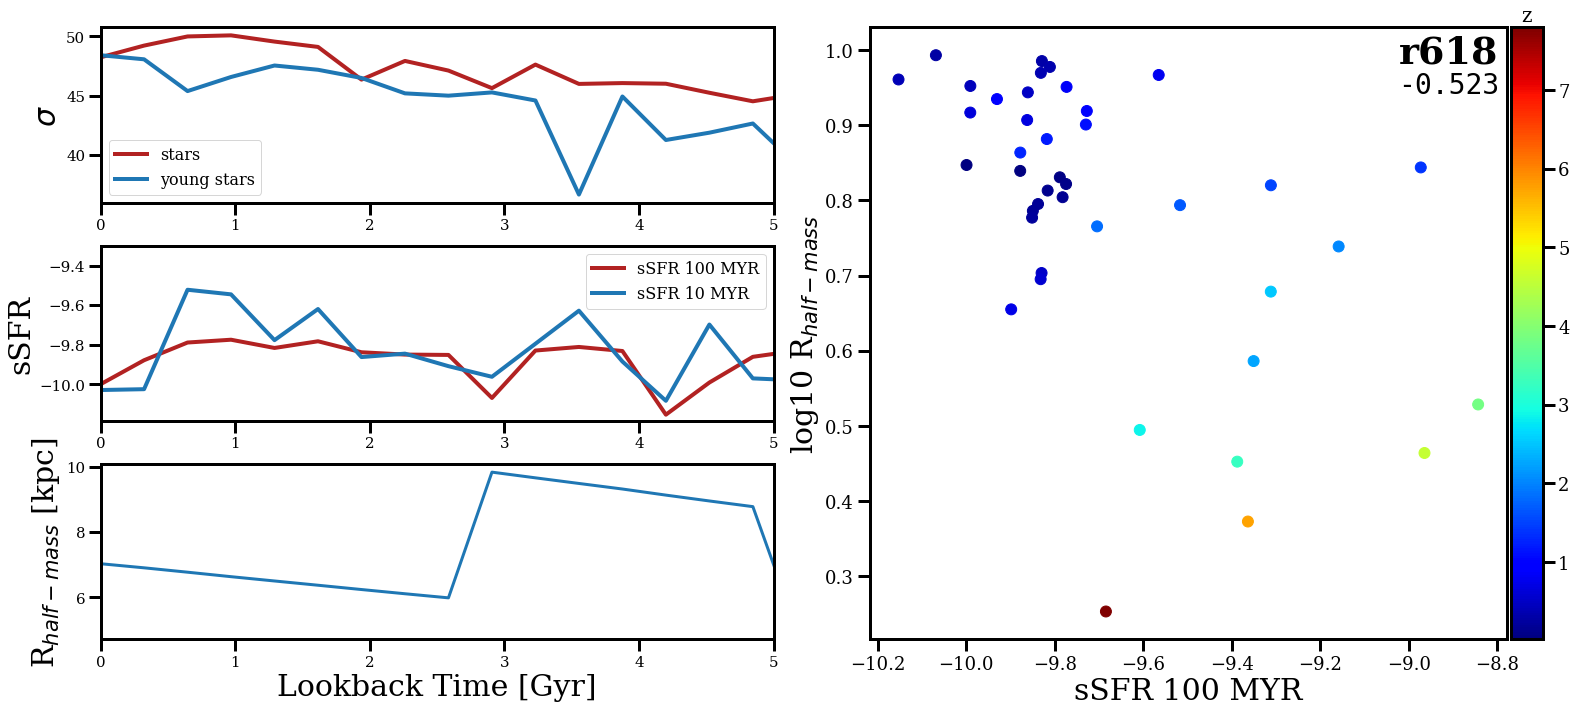 50
45
40
σ
stars
young stars
0 1 2 3 4 5
−9.4
−9.6
−9.8
−10.0
sSFR
sSFR 100 MYR
sSFR 10 MYR
0 1 2 3 4 5
10
8
6
R_{half−mass} [kpc]
0 1 2 3 4 5
Lookback Time [Gyr]
1.0
0.9
0.8
0.7
0.6
0.5
0.4
0.3
log10 R_{half−mass}
r618
-0.523
−10.2 −10.0 −9.8 −9.6 −9.4 −9.2 −9.0 −8.8
sSFR 100 MYR
z
7
6
5
4
3
2
1